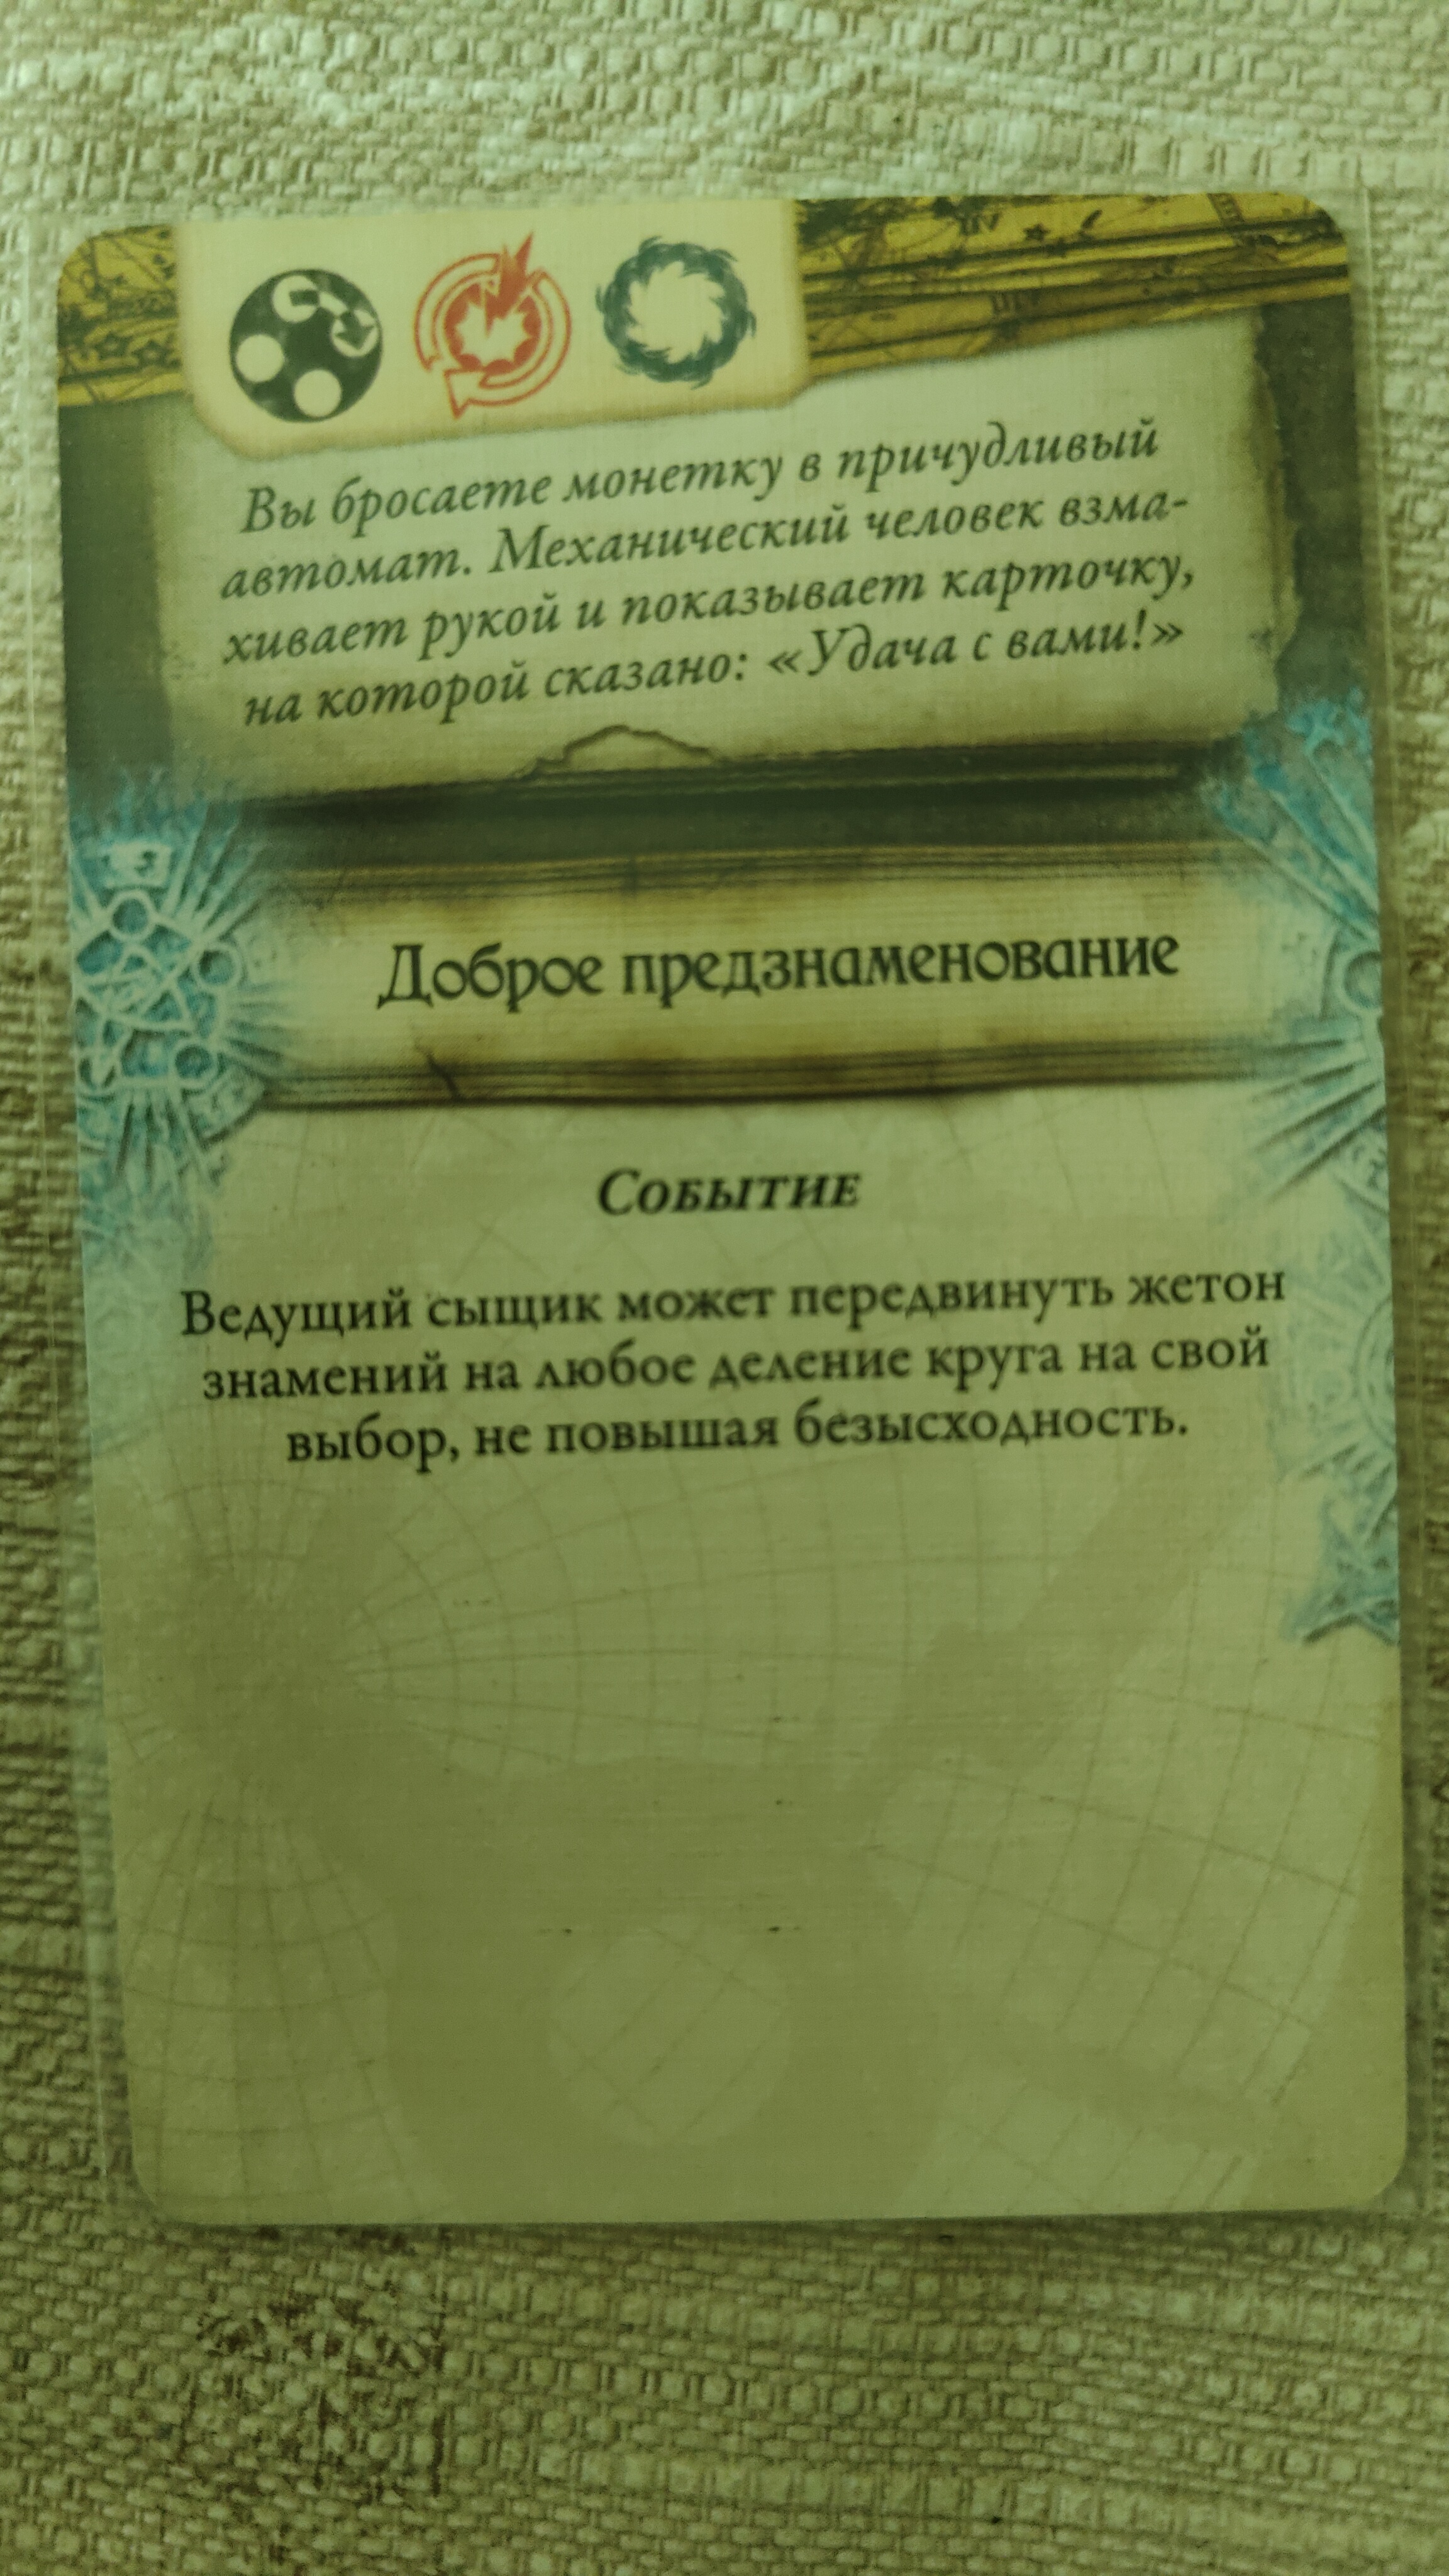 Вы бросаете монетку в причудливый
автомат. Механический человек взма-
хивает рукой и показывает карточку,
на которой сказано: «Удача с вами!»
Доброе предзнаменование
Событие
Ведущий сыщик может передвинуть жетон
знамений на любое деление круга на свой
выбор, не повышая безысходность.